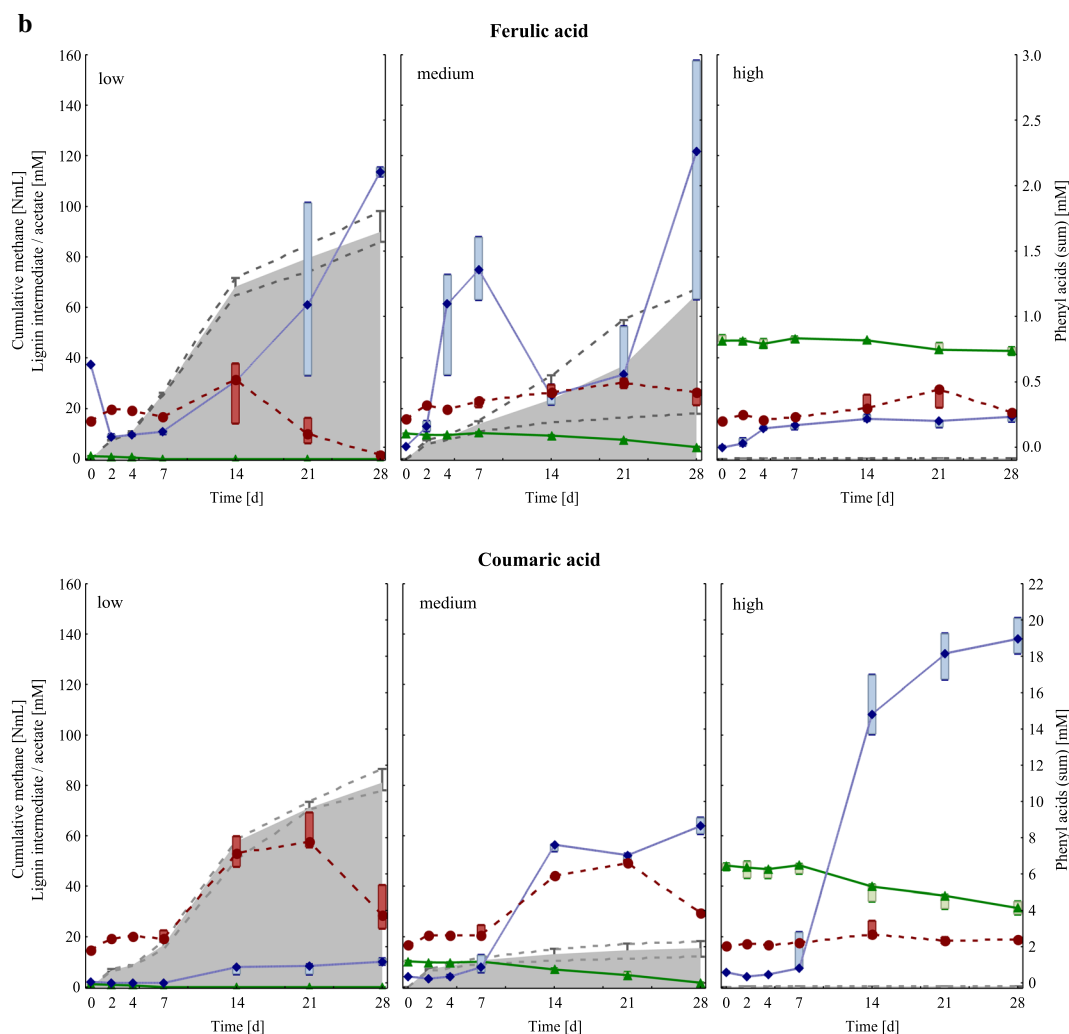 b
Ferulic acid
low
medium
high
160
140
120
100
80
60
40
20
0
3.0
2.5
2.0
1.5
1.0
0.5
0.0
Cumulative methane [NmL]
Lignin intermediate / acetate [mM]
Phenyl acids (sum) [mM]
0 2 4 7 14 21 28
0 2 4 7 14 21 28
0 2 4 7 14 21 28
Time [d]
Time [d]
Time [d]
Coumaric acid
low
medium
high
160
140
120
100
80
60
40
20
0
22
20
18
16
14
12
10
8
6
4
2
0
Cumulative methane [NmL]
Lignin intermediate / acetate [mM]
Phenyl acids (sum) [mM]
0 2 4 7 14 21 28
0 2 4 7 14 21 28
0 2 4 7 14 21 28
Time [d]
Time [d]
Time [d]